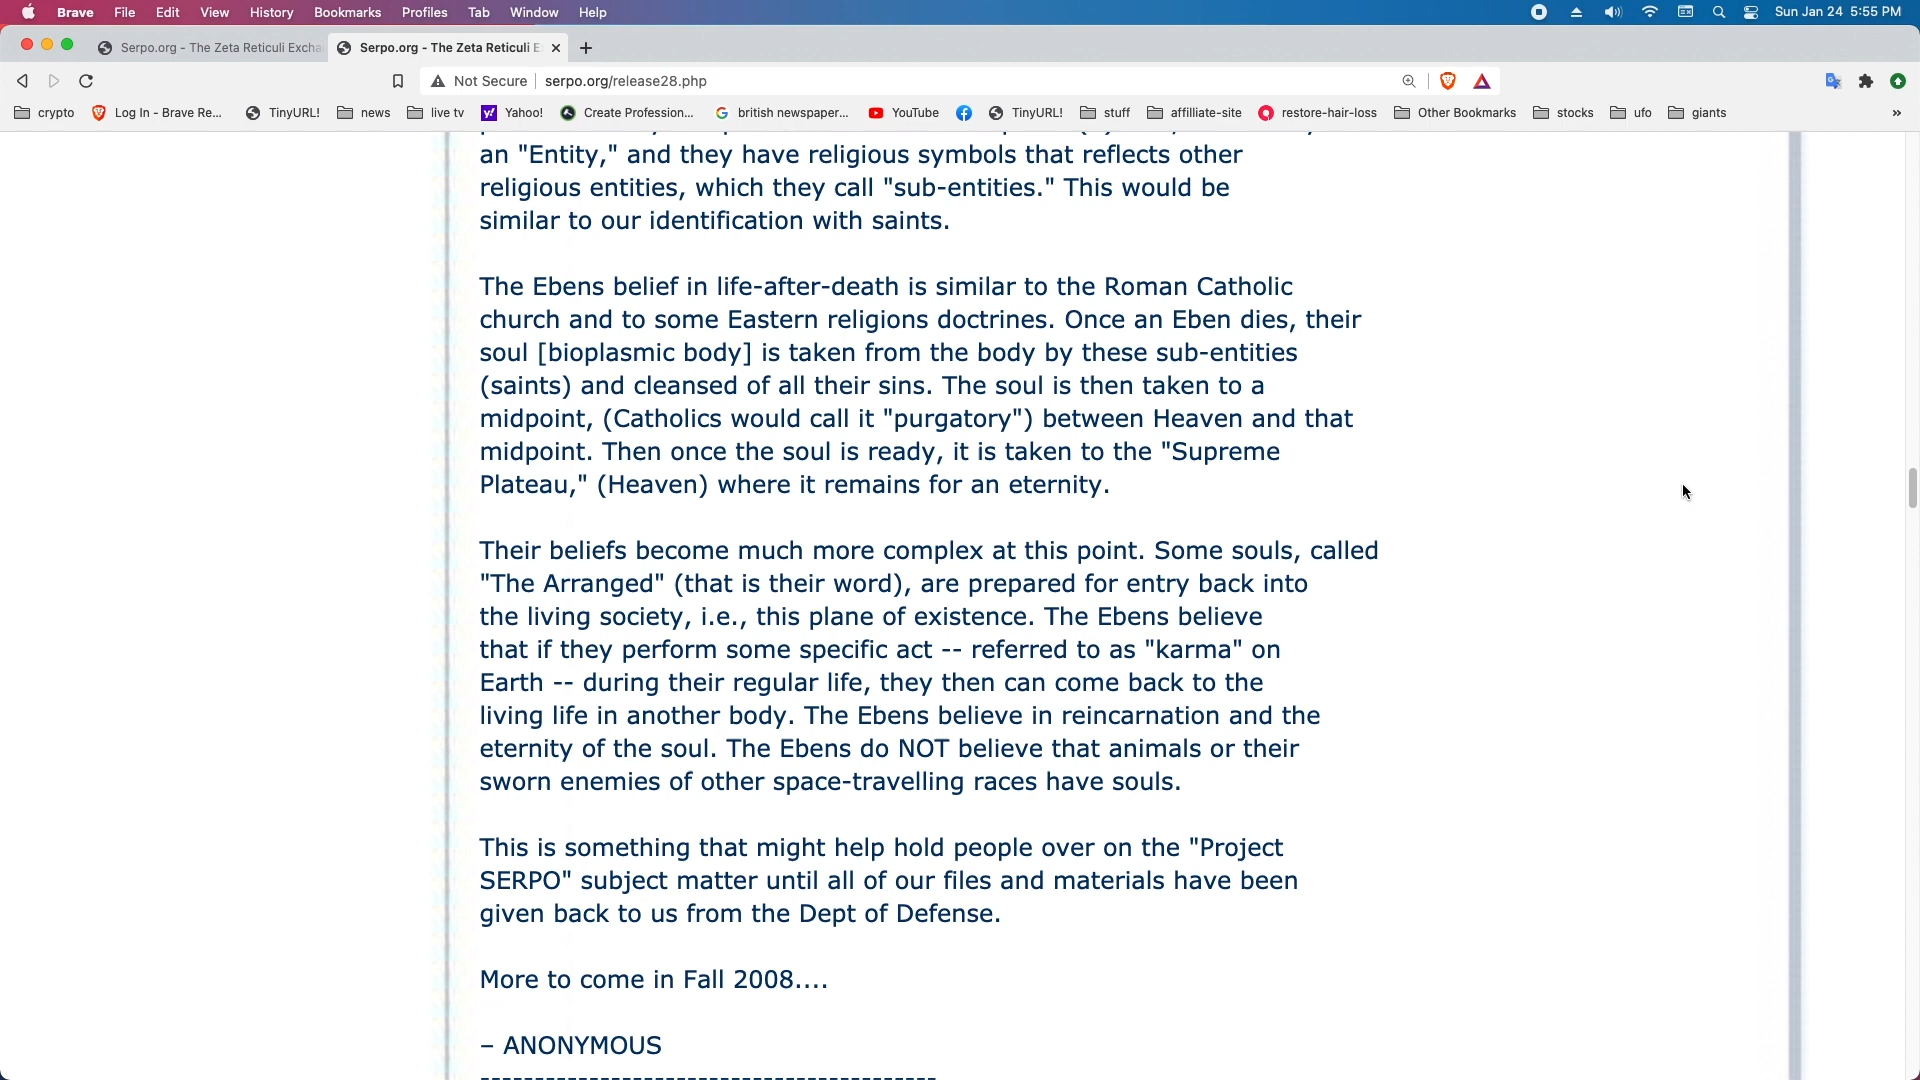 Brave File Edit View History Bookmarks Profiles Tab Window Help Sun Jan 24 5:55 PM
Serpo.org - The Zeta Reticuli Excha Serpo.org - The Zeta Reticuli E
Not Secure serpo.org/release28.php
crypto Log In - Brave Re... TinyURL! news live tv Yahoo! Create Profession... british newspaper... YouTube TinyURL! stuff affilliate-site restore-hair-loss Other Bookmarks stocks ufo giants »
an "Entity," and they have religious symbols that reflects other
religious entities, which they call "sub-entities." This would be
similar to our identification with saints.
The Ebens belief in life-after-death is similar to the Roman Catholic
church and to some Eastern religions doctrines. Once an Eben dies, their
soul [bioplasmic body] is taken from the body by these sub-entities
(saints) and cleansed of all their sins. The soul is then taken to a
midpoint, (Catholics would call it "purgatory") between Heaven and that
midpoint. Then once the soul is ready, it is taken to the "Supreme
Plateau," (Heaven) where it remains for an eternity.
Their beliefs become much more complex at this point. Some souls, called
"The Arranged" (that is their word), are prepared for entry back into
the living society, i.e., this plane of existence. The Ebens believe
that if they perform some specific act -- referred to as "karma" on
Earth -- during their regular life, they then can come back to the
living life in another body. The Ebens believe in reincarnation and the
eternity of the soul. The Ebens do NOT believe that animals or their
sworn enemies of other space-travelling races have souls.
This is something that might help hold people over on the "Project
SERPO" subject matter until all of our files and materials have been
given back to us from the Dept of Defense.
More to come in Fall 2008....
– ANONYMOUS
------------------------------------------